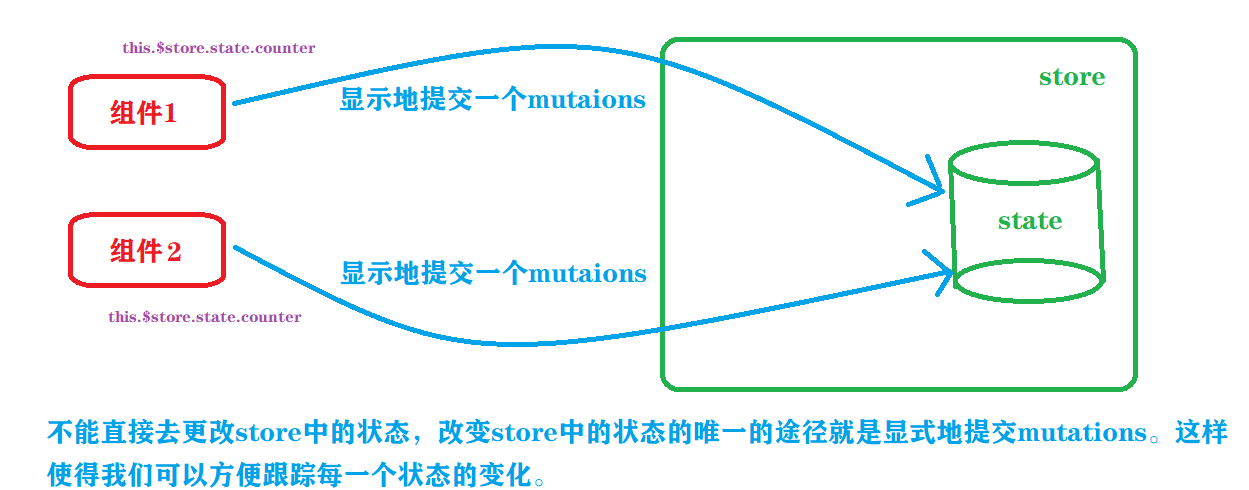 this.$store.state.counter
store
组件1
显示地提交一个mutaions
state
组件 2
显示地提交一个mutaions
this.$store.state.counter
不能直接去更改store中的状态，改变store中的状态的唯一的途径就是显式地提交mutations。这样
使得我们可以方便跟踪每一个状态的变化。